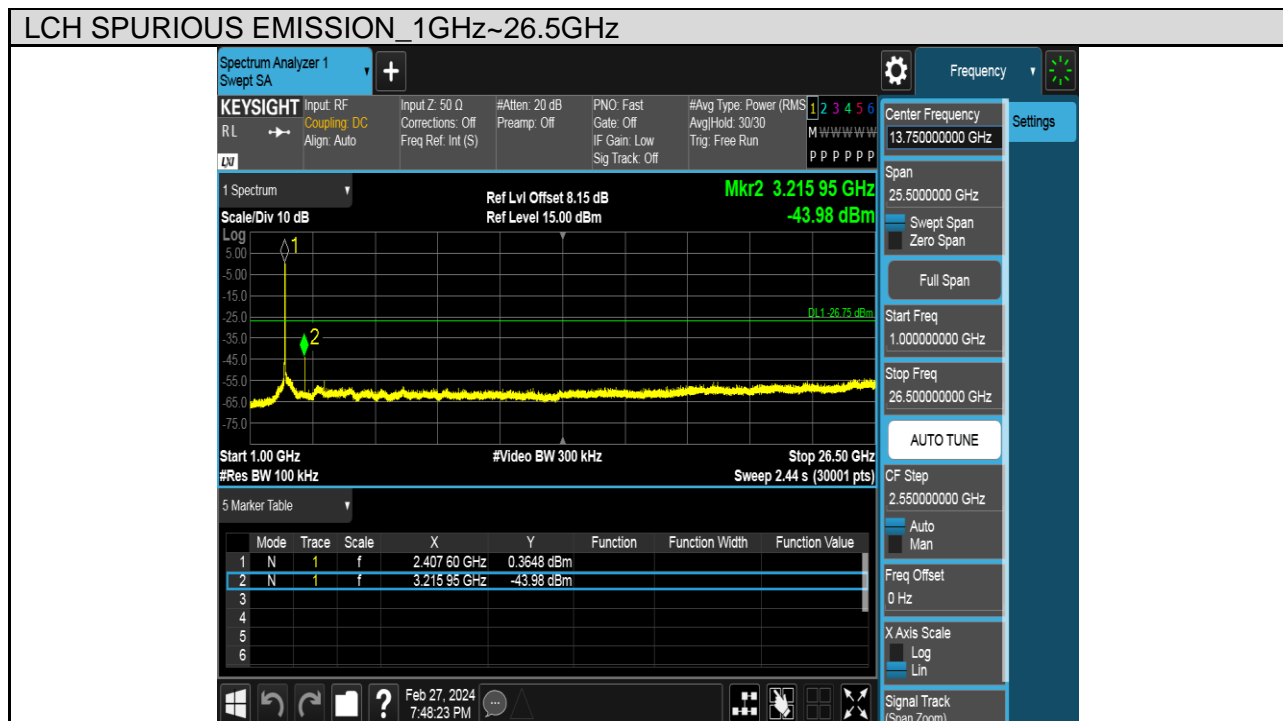 LCH SPURIOUS EMISSION_1GHz~26.5GHz
Spectrum Analyzer 1
Swept SA
+
Frequency
KEYSIGHT
RL
LXI
Input: RF
Coupling: DC
Align: Auto
Input Z: 50 Ω
Corrections: Off
Freq Ref: Int (S)
#Atten: 20 dB
Preamp: Off
PNO: Fast
Gate: Off
IF Gain: Low
Sig Track: Off
#Avg Type: Power (RMS
Avg|Hold: 30/30
Trig: Free Run
1 2 3 4 5 6
M W W W W W
P P P P P P
1 Spectrum
Scale/Div 10 dB
Ref Lvl Offset 8.15 dB
Ref Level 15.00 dBm
Mkr2 3.215 95 GHz
-43.98 dBm
Log
5.00
-5.00
-15.0
-25.0
-35.0
-45.0
-55.0
-65.0
-75.0
1
2
DL1 -26.75 dBm
Start 1.00 GHz
#Res BW 100 kHz
#Video BW 300 kHz
Stop 26.50 GHz
Sweep 2.44 s (30001 pts)
5 Marker Table
Mode Trace Scale X Y Function Function Width Function Value
1 N 1 f 2.407 60 GHz 0.3648 dBm
2 N 1 f 3.215 95 GHz -43.98 dBm
3
4
5
6
?
Feb 27, 2024
7:48:23 PM
Center Frequency
13.750000000 GHz
Settings
Span
25.5000000 GHz
Swept Span
Zero Span
Full Span
Start Freq
1.000000000 GHz
Stop Freq
26.500000000 GHz
AUTO TUNE
CF Step
2.550000000 GHz
Auto
Man
Freq Offset
0 Hz
X Axis Scale
Log
Lin
Signal Track
(Span Zoom)